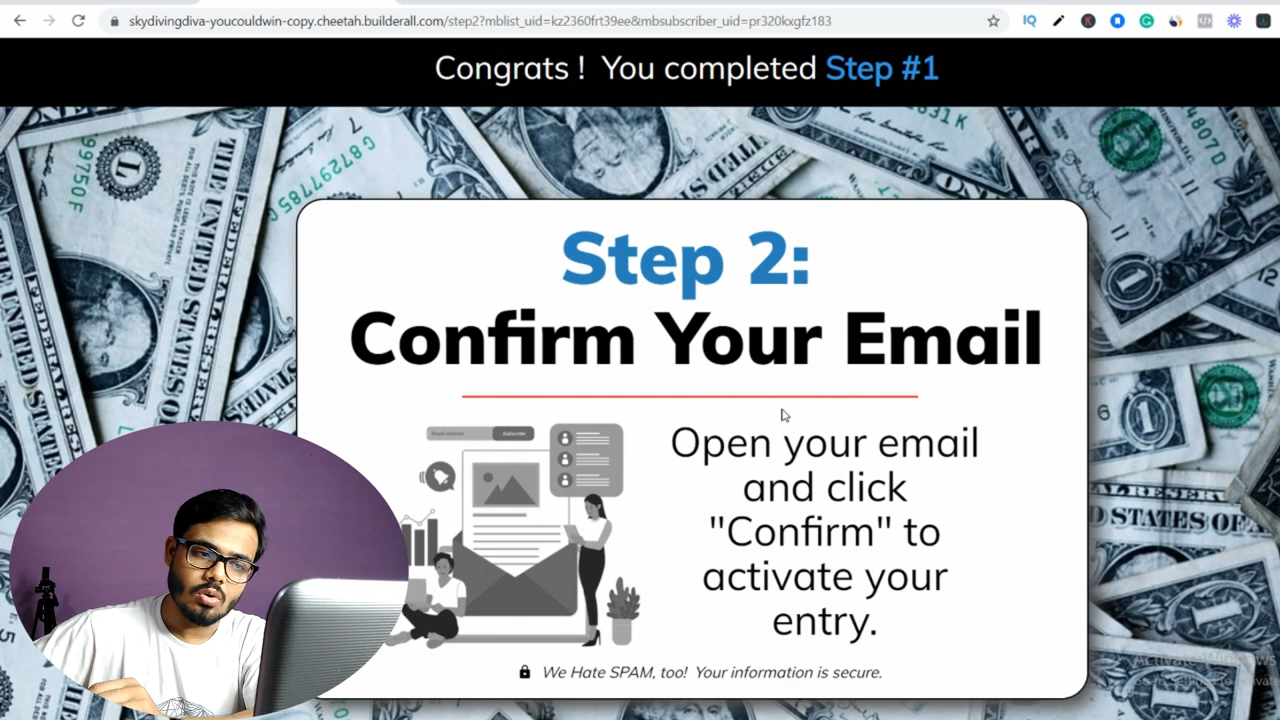 skydivingdiva-youcouldwin-copy.cheetah.builderall.com/step2?mblist_uid=kz2360frt39ee&mbsubscriber_uid=pr320kxgfz183
Congrats ! You completed Step #1
Step 2:
Confirm Your Email
Open your email
and click
"Confirm" to
activate your
entry.
We Hate SPAM, too! Your information is secure.